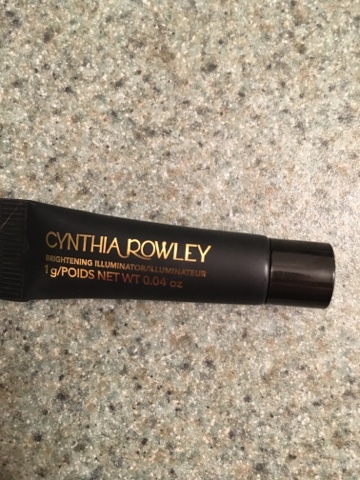 CYNTHIA ROWLEY
BRIGHTENING ILLUMINATOR/ILLUMINATEUR
1g/POIDS NET WT 0.04 oz